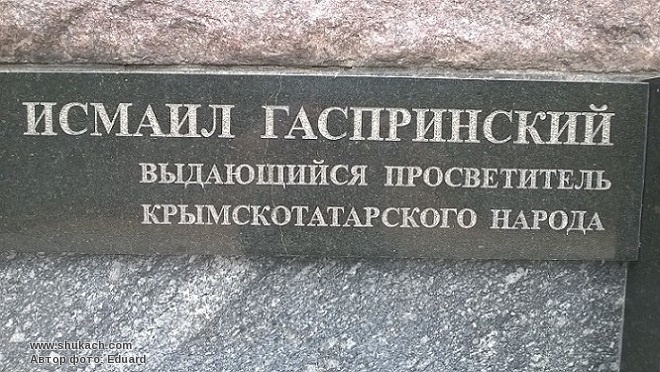 ИСМАИЛ ГАСПРИНСКИЙ
ВЫДАЮЩИЙСЯ ПРОСВЕТИТЕЛЬ
КРЫМСКОТАТАРСКОГО НАРОДА
www.shukach.com
Автор фото: Eduard